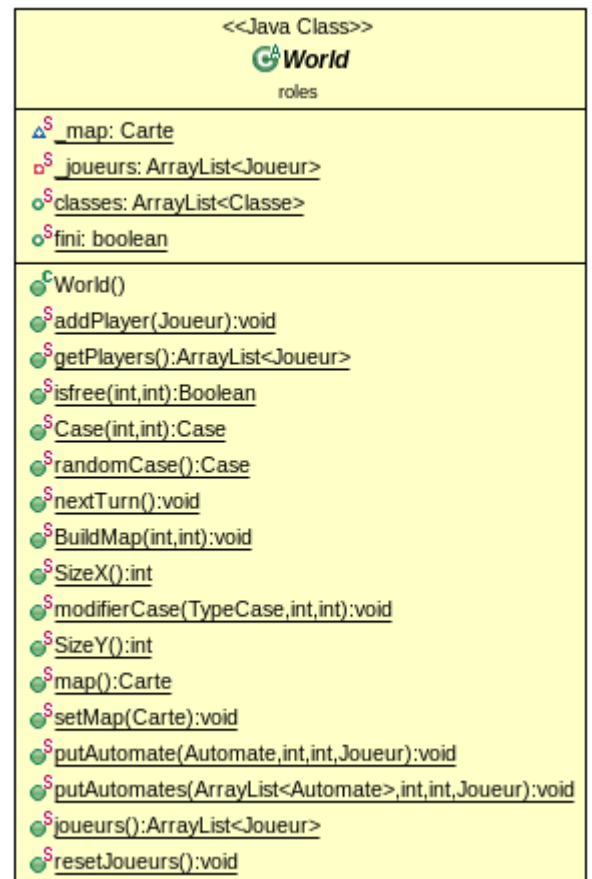 <<Java Class>>
World
roles
_map: Carte
_joueurs: ArrayList<Joueur>
classes: ArrayList<Classe>
fini: boolean
World()
addPlayer(Joueur):void
getPlayers():ArrayList<Joueur>
isfree(int,int):Boolean
Case(int,int):Case
randomCase():Case
nextTurn():void
BuildMap(int,int):void
SizeX():int
modifierCase(TypeCase,int,int):void
SizeY():int
map():Carte
setMap(Carte):void
putAutomate(Automate,int,int,Joueur):void
putAutomates(ArrayList<Automate>,int,int,Joueur):void
joueurs():ArrayList<Joueur>
resetJoueurs():void